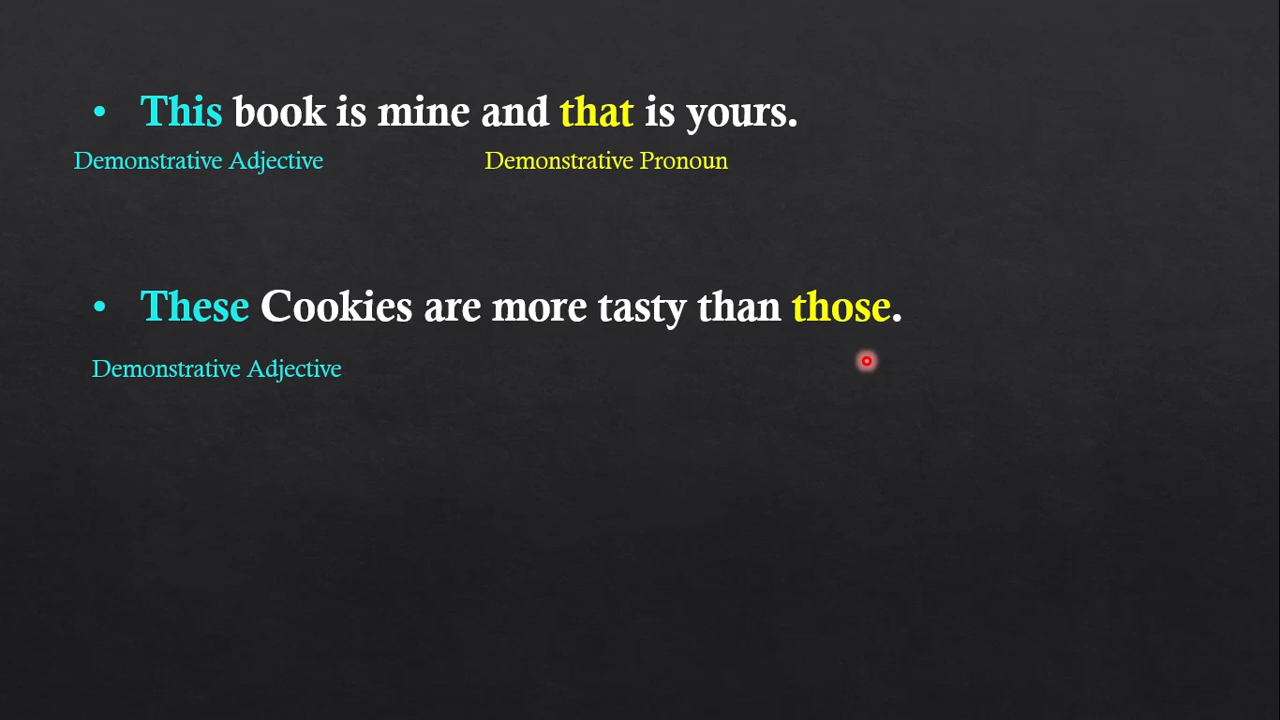 • This book is mine and that is yours.
Demonstrative Adjective Demonstrative Pronoun
• These Cookies are more tasty than those.
Demonstrative Adjective